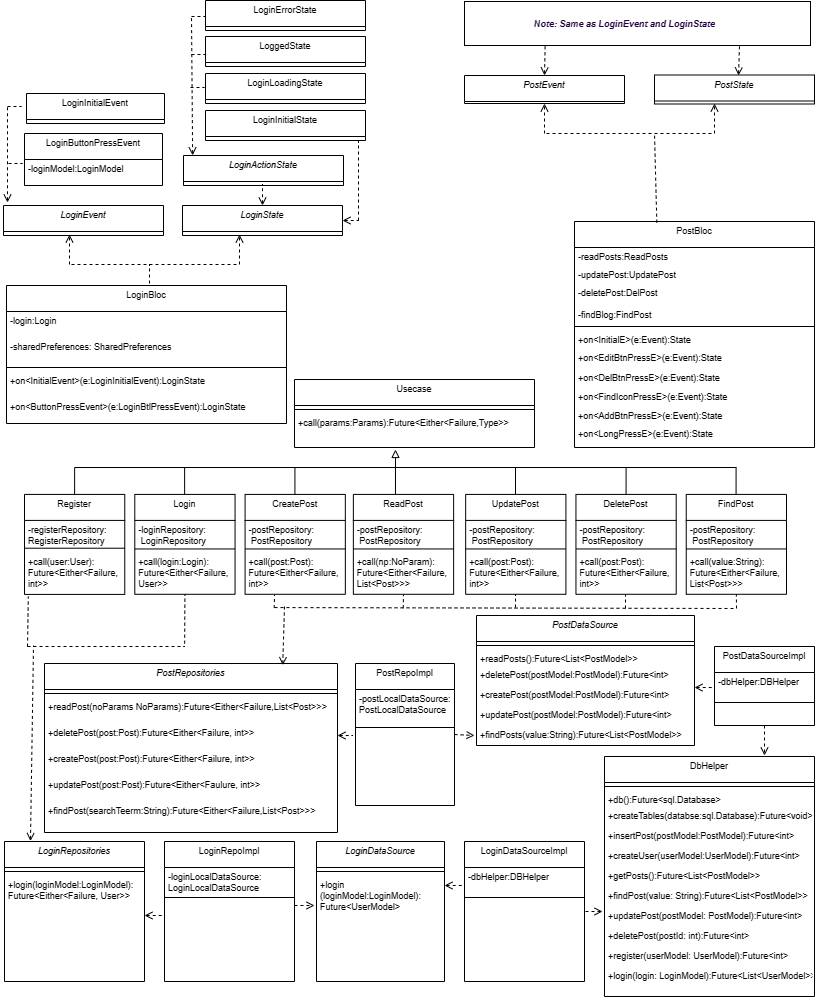 LoginErrorState
LoggedState
LoginLoadingState
LoginInitialState
Note: Same as LoginEvent and LoginState
PostEvent
PostState
LoginInitialEvent
LoginButtonPressEvent
-loginModel:LoginModel
LoginActionState
LoginEvent
LoginState
PostBloc
-readPosts:ReadPosts
-updatePost:UpdatePost
-deletePost:DelPost
-findBlog:FindPost
+on<InitialE>(e:Event):State
+on<EditBtnPressE>(e:Event):State
+on<DelBtnPressE>(e:Event):State
+on<FindIconPressE>(e:Event):State
+on<AddBtnPressE>(e:Event):State
+on<LongPressE>(e:Event):State
LoginBloc
-login:Login
-sharedPreferences: SharedPreferences
+on<InitialEvent>(e:LoginInitialEvent):LoginState
+on<ButtonPressEvent>(e:LoginBtlPressEvent):LoginState
Usecase
+call(params:Params):Future<Either<Failure,Type>>
Register
-registerRepository:
RegisterRepository
+call(user:User):
Future<Either<Failure,
int>>
Login
-loginRepository:
LoginRepository
+call(login:Login):
Future<Either<Failure,
User>>
CreatePost
-postRepository:
PostRepository
+call(post:Post):
Future<Either<Failure,
int>>
ReadPost
-postRepository:
PostRepository
+call(np:NoParam):
Future<Either<Failure,
List<Post>>>
UpdatePost
-postRepository:
PostRepository
+call(post:Post):
Future<Either<Failure,
int>>
DeletePost
-postRepository:
PostRepository
+call(post:Post):
Future<Either<Failure,
int>>
FindPost
-postRepository:
PostRepository
+call(value:String):
Future<Either<Failure,
List<Post>>>
PostDataSource
+readPosts():Future<List<PostModel>>
+deletePost(postModel:PostModel):Future<int>
+createPost(postModel:PostModel):Future<int>
+updatePost(postModel:PostModel):Future<int>
+findPosts(value:String):Future<List<PostModel>>
PostDataSourceImpl
-dbHelper:DBHelper
PostRepositories
+readPost(noParams NoParams):Future<Either<Failure,List<Post>>>
+deletePost(post:Post):Future<Either<Failure, int>>
+createPost(post:Post):Future<Either<Failure, int>>
+updatePost(post:Post):Future<Either<Faulure, int>>
+findPost(searchTeerm:String):Future<Either<Failure,List<Post>>>
PostRepoImpl
-postLocalDataSource:
PostLocalDataSource
DbHelper
+db():Future<sql.Database>
+createTables(databse:sql.Database):Future<void>
+insertPost(postModel:PostModel):Future<int>
+createUser(userModel:UserModel):Future<int>
+getPosts():Future<List<PostModel>>
+findPost(value: String):Future<List<PostModel>>
+updatePost(postModel: PostModel):Future<int>
+deletePost(postId: int):Future<int>
+register(userModel: UserModel):Future<int>
+login(login: LoginModel):Future<List<UserModel>>
LoginRepositories
+login(loginModel:LoginModel):
Future<Either<Failure, User>>
LoginRepoImpl
-loginLocalDataSource:
LoginLocalDataSource
LoginDataSource
+login
(loginModel:LoginModel):
Future<UserModel>
LoginDataSourceImpl
-dbHelper:DBHelper